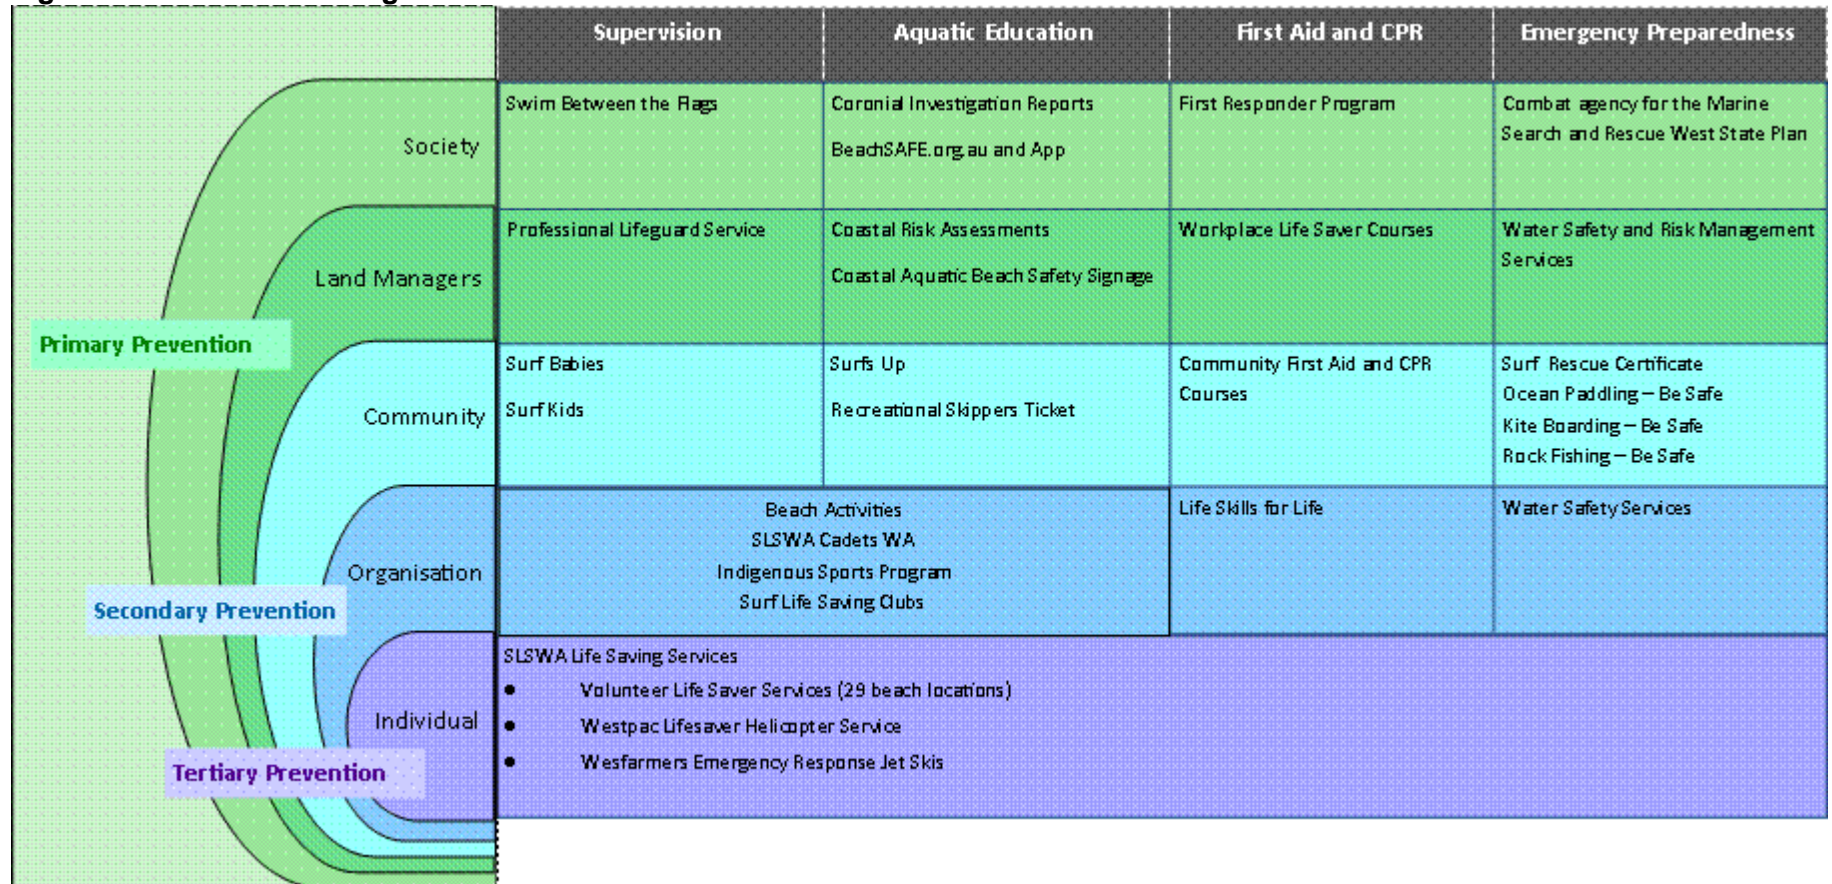 Supervision
Aquatic Education
First Aid and CPR
Emergency Preparedness
Society
Swim Between the Flags
Coronial Investigation Reports
BeachSAFE.org.au and App
First Responder Program
Combat agency for the Marine
Search and Rescue West State Plan
Land Managers
Professional Lifeguard Service
Coastal Risk Assessments
Coastal Aquatic Beach Safety Signage
Workplace Life Saver Courses
Water Safety and Risk Management
Services
Primary Prevention
Community
Surf Babies
Surf Kids
Surfs Up
Recreational Skippers Ticket
Community First Aid and CPR
Courses
Surf Rescue Certificate
Ocean Paddling – Be Safe
Kite Boarding – Be Safe
Rock Fishing – Be Safe
Organisation
Beach Activities
SLSWA Cadets WA
Indigenous Sports Program
Surf Life Saving Clubs
Life Skills for Life
Water Safety Services
Secondary Prevention
Individual
SLSWA Life Saving Services
● Volunteer Life Saver Services (29 beach locations)
● Westpac Lifesaver Helicopter Service
● Wesfarmers Emergency Response Jet Skis
Tertiary Prevention